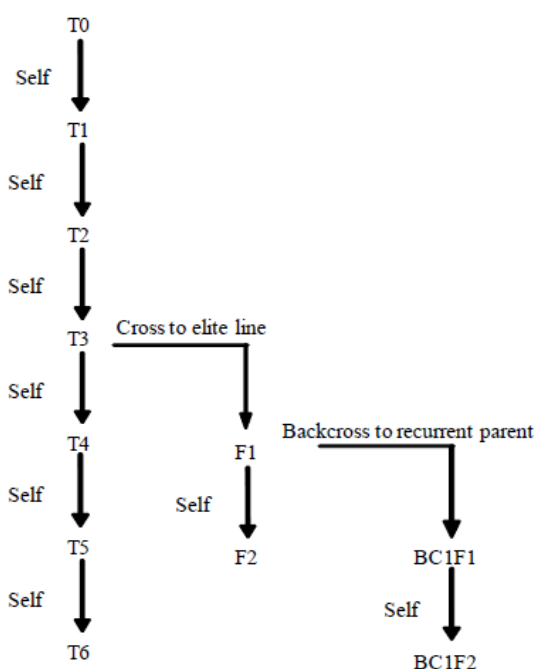 T0
Self
T1
Self
T2
Self
T3
Cross to elite line
Self
T4
F1
Backcross to recurrent parent
Self
Self
T5
F2
BC1F1
Self
Self
T6
BC1F2